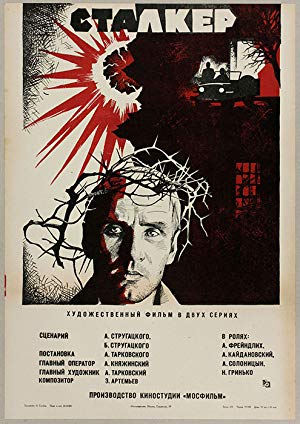 СТАЛКЕР
ХУДОЖЕСТВЕННЫЙ ФИЛЬМ В ДВУХ СЕРИЯХ
СЦЕНАРИЙ А. СТРУГАЦКОГО,
Б. СТРУГАЦКОГО
ПОСТАНОВКА А. ТАРКОВСКОГО
ГЛАВНЫЙ ОПЕРАТОР А. КНЯЖИНСКИЙ
ГЛАВНЫЙ ХУДОЖНИК А. ТАРКОВСКИЙ
КОМПОЗИТОР Э. АРТЕМЬЕВ
В РОЛЯХ:
А. ФРЕЙНДЛИХ,
А. КАЙДАНОВСКИЙ,
А. СОЛОНИЦЫН,
Н. ГРИНЬКО
ПРОИЗВОДСТВО КИНОСТУДИИ «МОСФИЛЬМ»